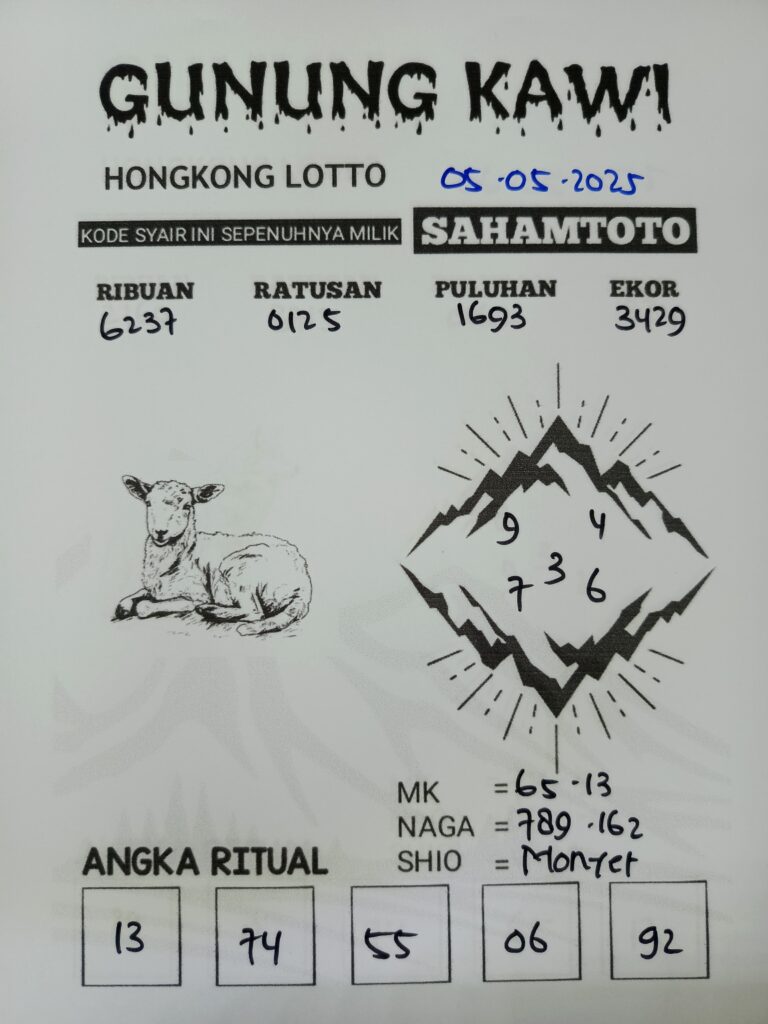 GUNUNG KAWI
HONGKONG LOTTO 05.05.2025
KODE SYAIR INI SEPENUHNYA MILIK SAHAMTOTO
RIBUAN RATUSAN PULUHAN EKOR
6237 0125 1693 3429
9 4
3
7 6
MK = 65.13
NAGA = 789.162
SHIO = Monyet
ANGKA RITUAL
13 74 55 06 92